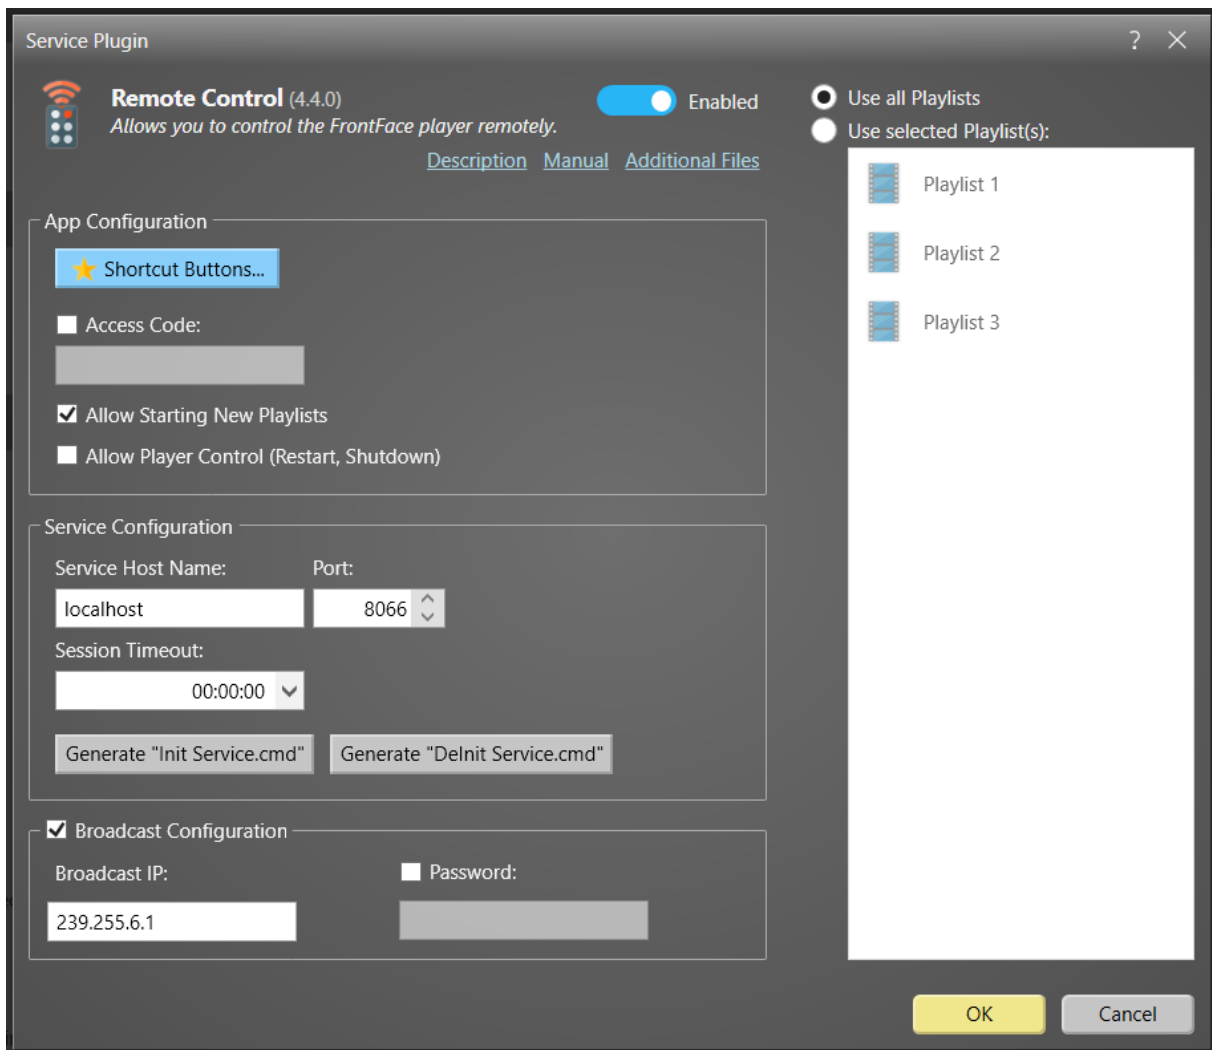 Service Plugin
?
Remote Control (4.4.0)
Enabled
Allows you to control the FrontFace player remotely.
Description Manual Additional Files
App Configuration
Shortcut Buttons...
Access Code:
Allow Starting New Playlists
Allow Player Control (Restart, Shutdown)
Service Configuration
Service Host Name: Port:
localhost 8066
Session Timeout:
00:00:00
Generate "Init Service.cmd" Generate "DeInit Service.cmd"
Broadcast Configuration
Broadcast IP: Password:
239.255.6.1
Use all Playlists
Use selected Playlist(s):
Playlist 1
Playlist 2
Playlist 3
OK Cancel